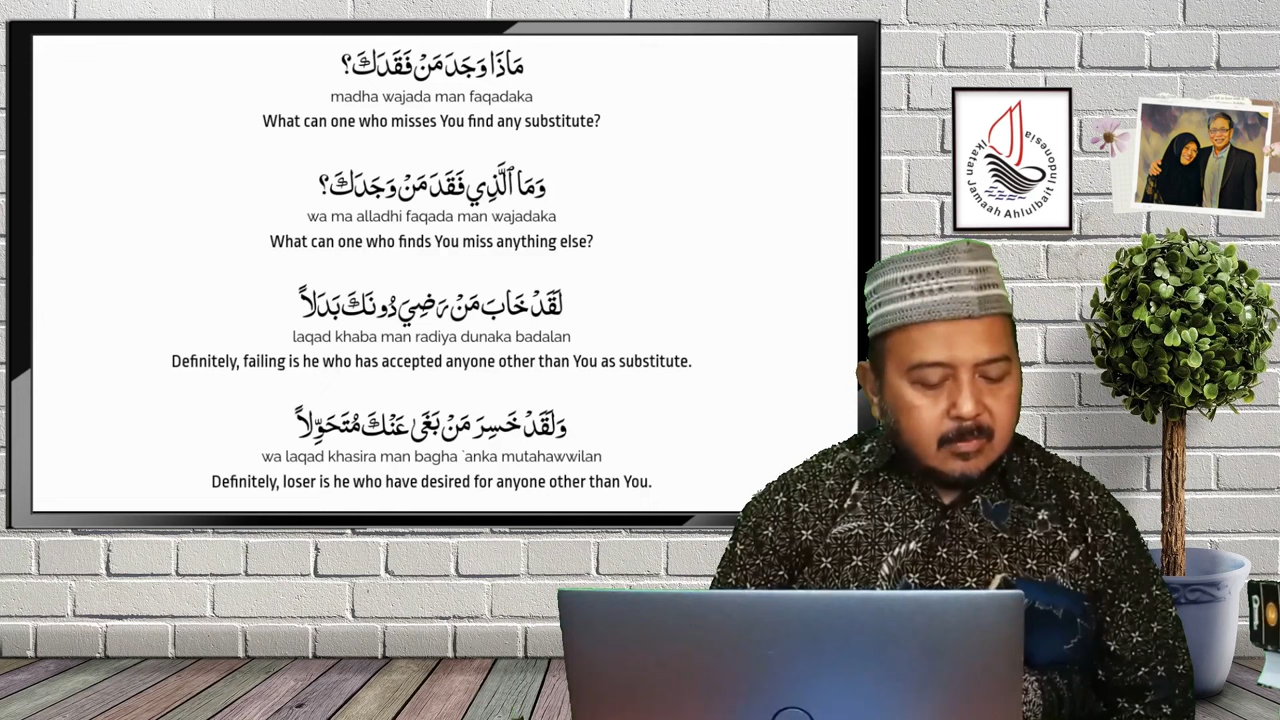 مَاذَا وَجَدَ مَنْ فَقَدَكَ؟
madha wajada man faqadaka
What can one who misses You find any substitute?
وَمَا ٱلَّذِي فَقَدَ مَنْ وَجَدَكَ؟
wa ma alladhi faqada man wajadaka
What can one who finds You miss anything else?
لَقَدْ خَابَ مَنْ رَضِيَ دُونَكَ بَدَلاً
laqad khaba man radiya dunaka badalan
Definitely, failing is he who has accepted anyone other than You as substitute.
وَلَقَدْ خَسِرَ مَنْ بَغَىٰ عَنْكَ مُتَحَوِّلاً
wa laqad khasira man bagha `anka mutahawwilan
Definitely, loser is he who have desired for anyone other than You.
Ikatan Jamaah Ahlulbait Indonesia